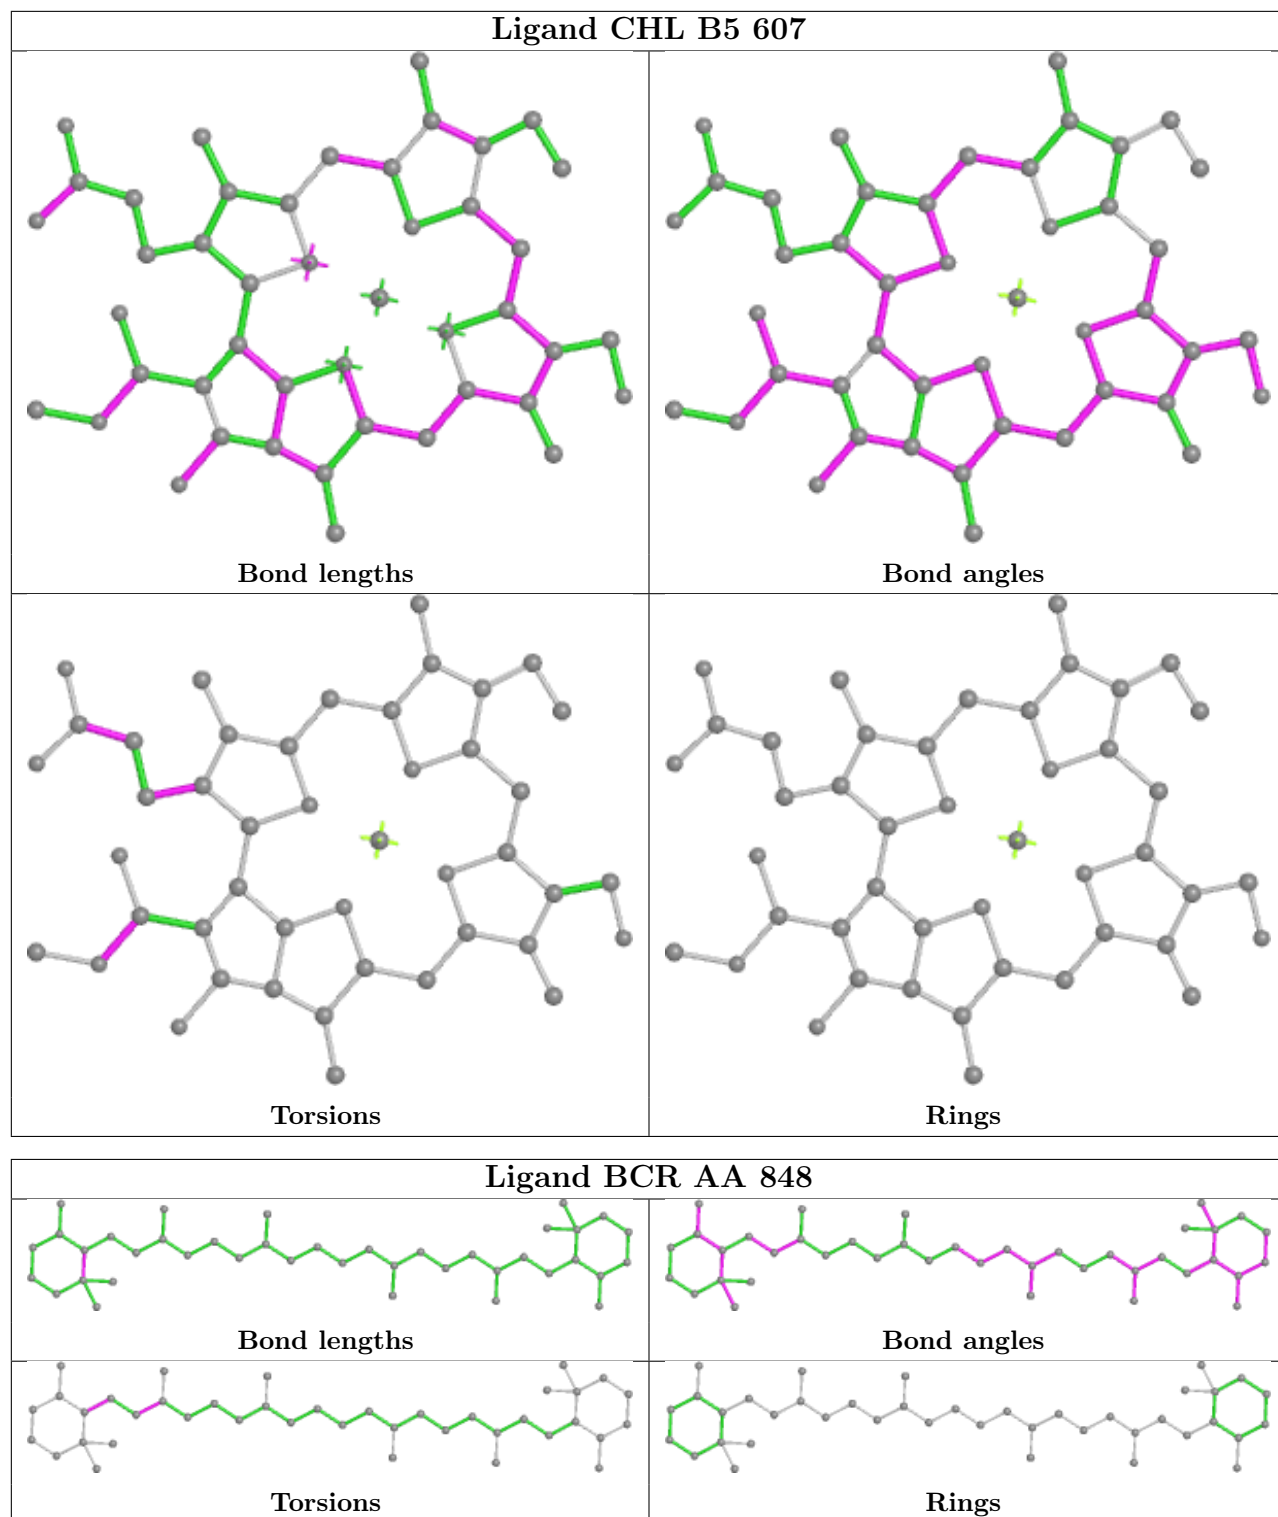 Ligand CHL B5 607
Bond lengths
Bond angles
Torsions
Rings
Ligand BCR AA 848
Bond lengths
Bond angles
Torsions
Rings